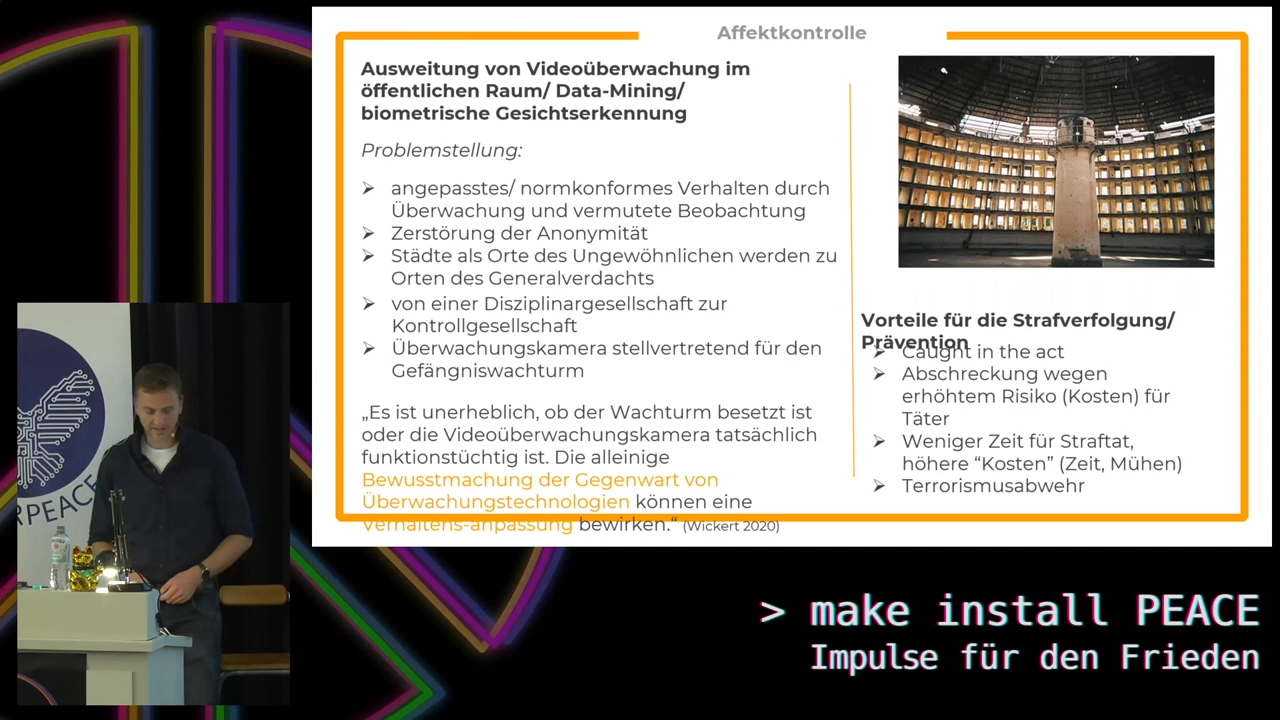 Affektkontrolle
Ausweitung von Videoüberwachung im
öffentlichen Raum/ Data-Mining/
biometrische Gesichtserkennung
Problemstellung:
➢ angepasstes/ normkonformes Verhalten durch
Überwachung und vermutete Beobachtung
➢ Zerstörung der Anonymität
➢ Städte als Orte des Ungewöhnlichen werden zu
Orten des Generalverdachts
➢ von einer Disziplinargesellschaft zur
Kontrollgesellschaft
➢ Überwachungskamera stellvertretend für den
Gefängniswachturm
„Es ist unerheblich, ob der Wachturm besetzt ist
oder die Videoüberwachungskamera tatsächlich
funktionstüchtig ist. Die alleinige
Bewusstmachung der Gegenwart von
Überwachungstechnologien können eine
Verhaltens-anpassung bewirken.“ (Wickert 2020)
Vorteile für die Strafverfolgung/
Prävention
➢ Caught in the act
➢ Abschreckung wegen
erhöhtem Risiko (Kosten) für
Täter
➢ Weniger Zeit für Straftat,
höhere “Kosten” (Zeit, Mühen)
➢ Terrorismusabwehr
RPEACE
> make install PEACE
Impulse für den Frieden